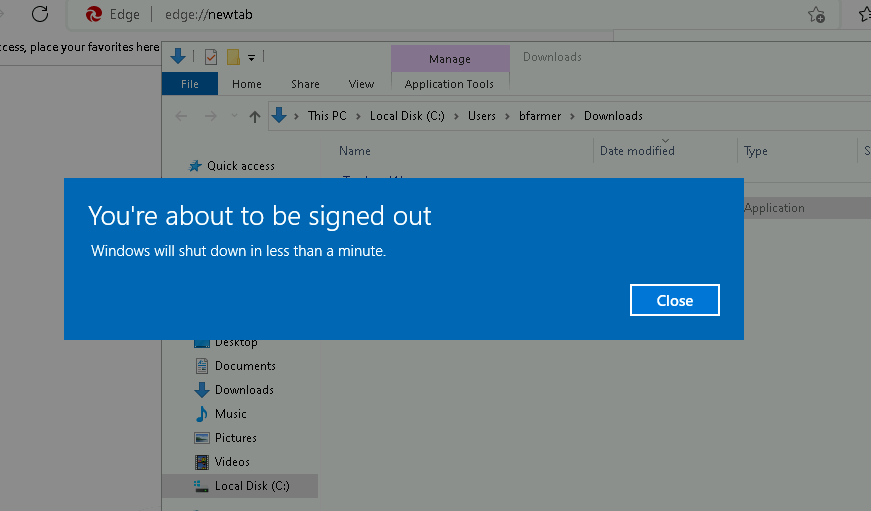 Edge edge://newtab
ccess, place your favorites here
Manage Downloads
File Home Share View Application Tools
This PC Local Disk (C:) Users bfarmer Downloads
Name Date modified Type S
Quick access
Application
You're about to be signed out
Windows will shut down in less than a minute.
Close
Desktop
Documents
Downloads
Music
Pictures
Videos
Local Disk (C:)